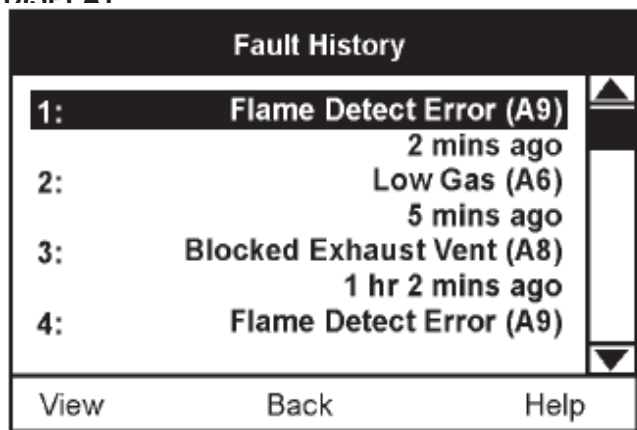 Fault History
1: Flame Detect Error (A9)
2 mins ago
2: Low Gas (A6)
5 mins ago
3: Blocked Exhaust Vent (A8)
1 hr 2 mins ago
4: Flame Detect Error (A9)
View Back Help